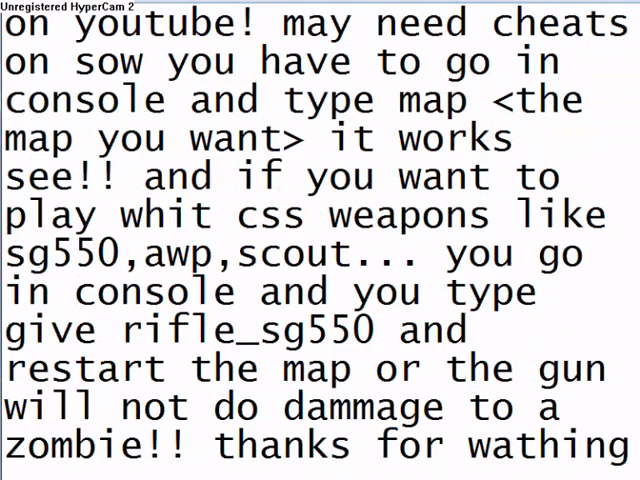 Unregistered HyperCam 2
on youtube! may need cheats
on sow you have to go in
console and type map <the
map you want> it works
see!! and if you want to
play whit css weapons like
sg550,awp,scout... you go
in console and you type
give rifle_sg550 and
restart the map or the gun
will not do dammage to a
zombie!! thanks for wathing